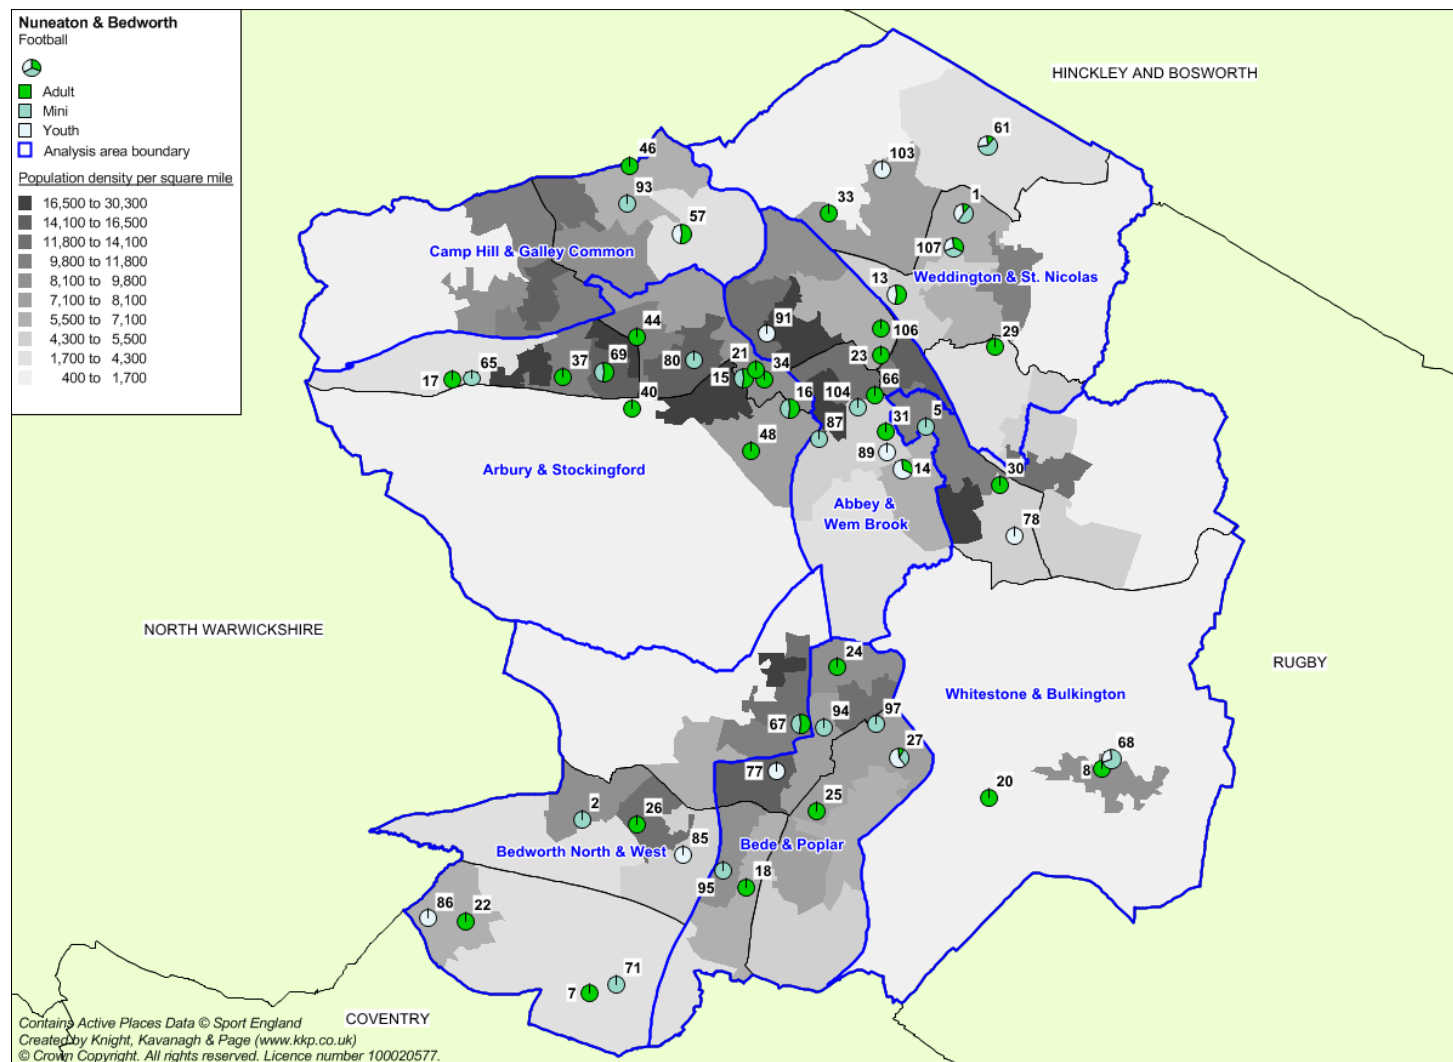 Nuneaton & Bedworth
Football
Adult
Mini
Youth
Analysis area boundary
Population density per square mile
16,500 to 30,300
14,100 to 16,500
11,800 to 14,100
9,800 to 11,800
8,100 to 9,800
7,100 to 8,100
5,500 to 7,100
4,300 to 5,500
1,700 to 4,300
400 to 1,700
HINCKLEY AND BOSWORTH
61
46
103
93
1
33
57
107
Camp Hill & Galley Common
Weddington & St. Nicolas
13
91
106
44
29
21
34
23
37
69
80
65
17
15
66
40
16
104
31
5
87
48
89
14
Arbury & Stockingford
30
Abbey &
Wem Brook
78
NORTH WARWICKSHIRE
24
RUGBY
Whitestone & Bulkington
67
94
97
27
68
77
8
20
25
2
26
85
Bede & Poplar
Bedworth North & West
18
95
86
22
71
7
COVENTRY
Contains Active Places Data © Sport England
Created by Knight, Kavanagh & Page (www.kkp.co.uk)
© Crown Copyright. All rights reserved. Licence number 100020577.